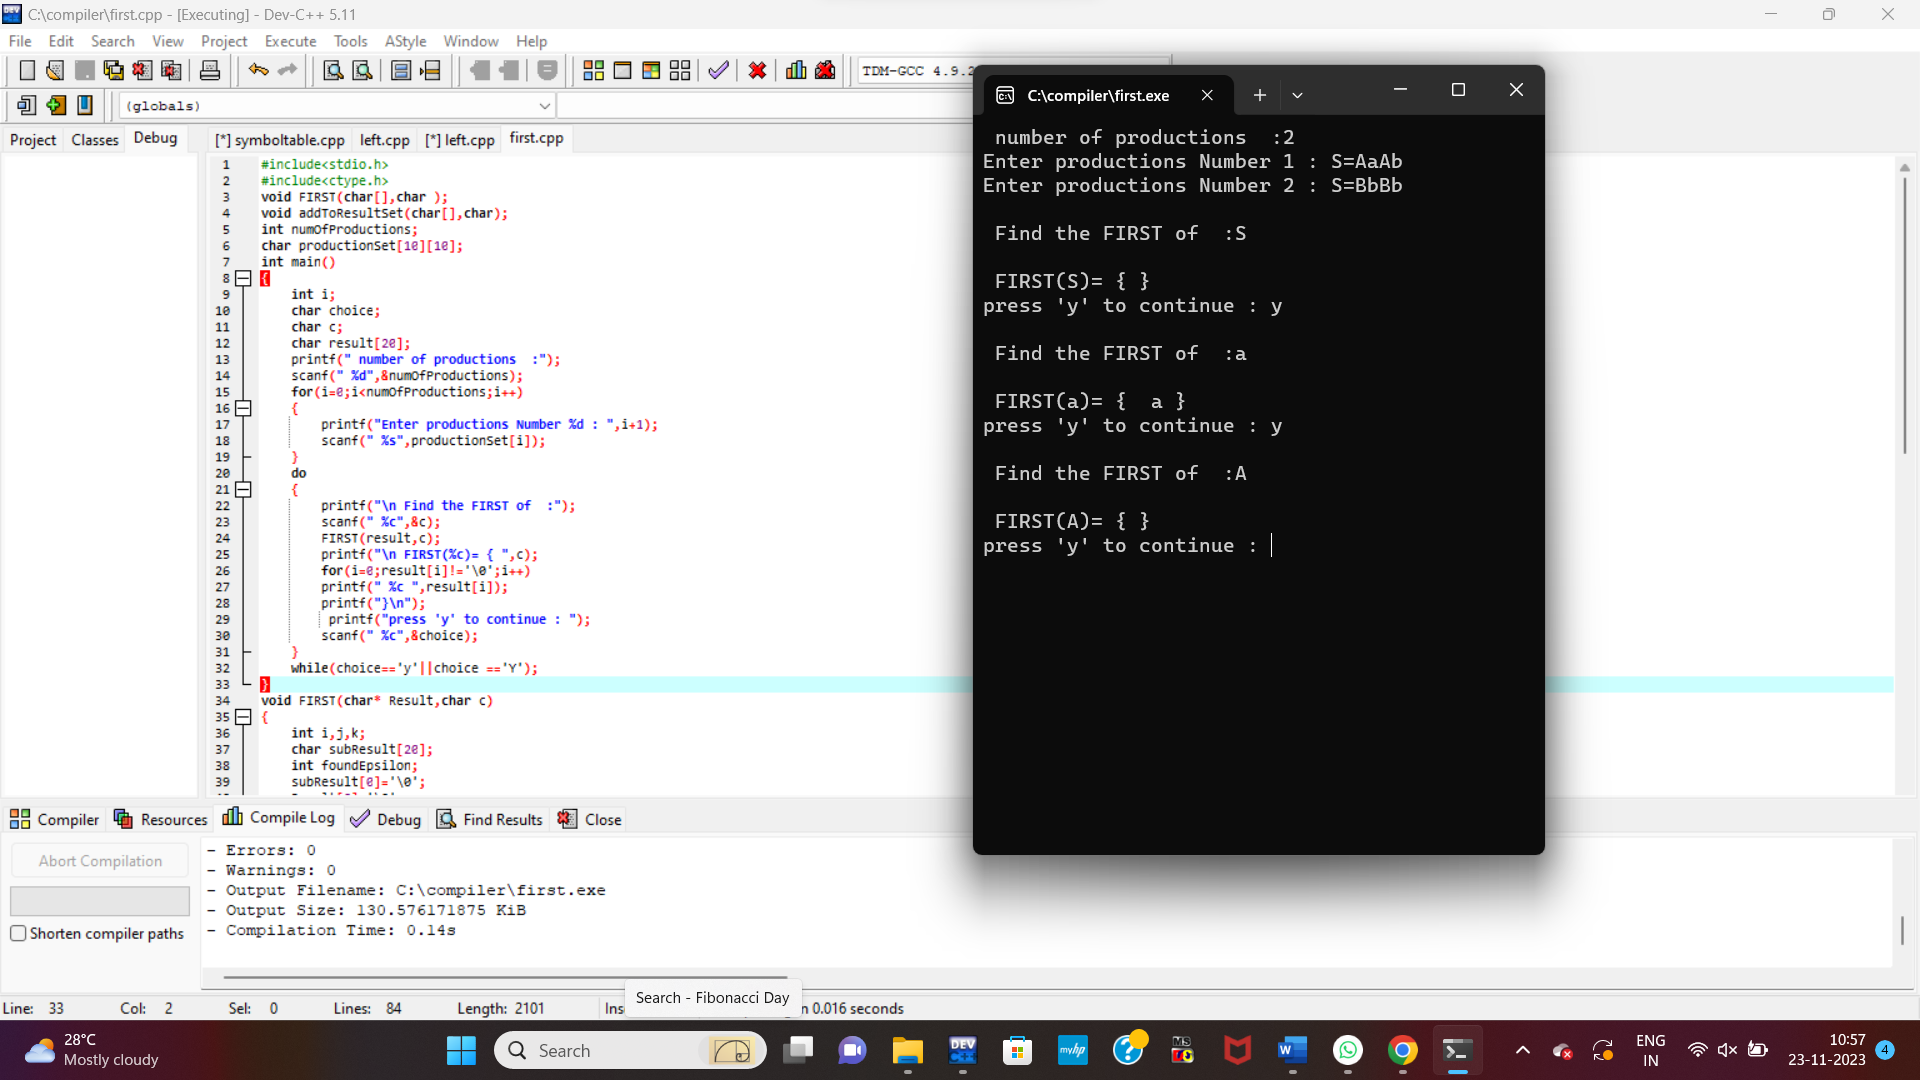 C:\compiler\first.cpp - [Executing] - Dev-C++ 5.11
File Edit Search View Project Execute Tools AStyle Window Help
TDM-GCC 4.9.2
(globals)
Project Classes Debug
[*] symboltable.cpp left.cpp [*] left.cpp first.cpp
1 #include<stdio.h>
2 #include<ctype.h>
3 void FIRST(char[],char );
4 void addToResultSet(char[],char);
5 int numOfProductions;
6 char productionSet[10][10];
7 int main()
8 {
9 int i;
10 char choice;
11 char c;
12 char result[20];
13 printf(" number of productions  :");
14 scanf(" %d",&numOfProductions);
15 for(i=0;i<numOfProductions;i++)
16 {
17 printf("Enter productions Number %d : ",i+1);
18 scanf(" %s",productionSet[i]);
19 }
20 do
21 {
22 printf("\n Find the FIRST of  :");
23 scanf(" %c",&c);
24 FIRST(result,c);
25 printf("\n FIRST(%c)= { ",c);
26 for(i=0;result[i]!='\0';i++)
27 printf(" %c ",result[i]);
28 printf("}\n");
29 printf("press 'y' to continue : ");
30 scanf(" %c",&choice);
31 }
32 while(choice=='y'||choice =='Y');
33 }
34 void FIRST(char* Result,char c)
35 {
36 int i,j,k;
37 char subResult[20];
38 int foundEpsilon;
39 subResult[0]='\0';
C:\compiler\first.exe
number of productions  :2
Enter productions Number 1 : S=AaAb
Enter productions Number 2 : S=BbBb
Find the FIRST of  :S
FIRST(S)= { }
press 'y' to continue : y
Find the FIRST of  :a
FIRST(a)= {  a }
press 'y' to continue : y
Find the FIRST of  :A
FIRST(A)= { }
press 'y' to continue :
Compiler Resources Compile Log Debug Find Results Close
Abort Compilation
Shorten compiler paths
- Errors: 0
- Warnings: 0
- Output Filename: C:\compiler\first.exe
- Output Size: 130.576171875 KiB
- Compilation Time: 0.14s
Search - Fibonacci Day
Line: 33 Col: 2 Sel: 0 Lines: 84 Length: 2101 Ins n 0.016 seconds
28°C
Mostly cloudy
Search
DEV C++
myhp
MS
ENG
IN
10:57
23-11-2023
4